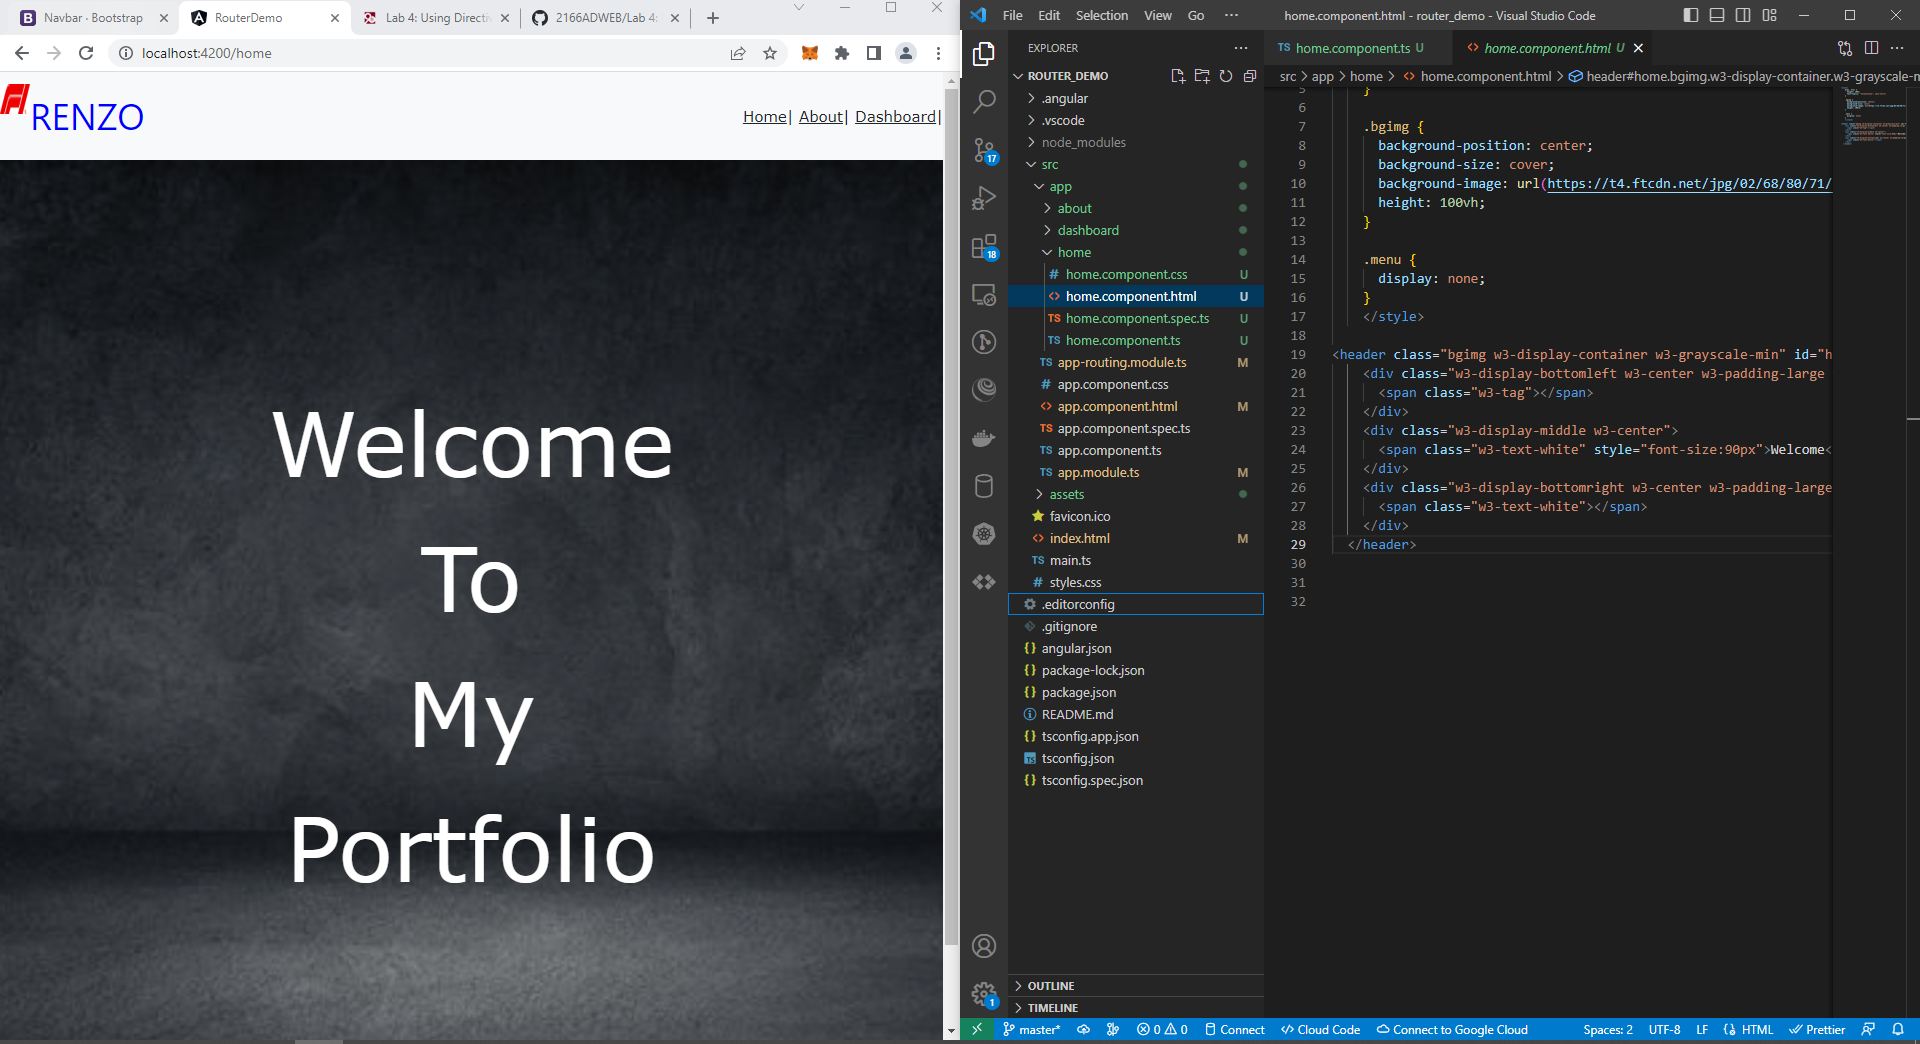 Navbar · Bootstrap
RouterDemo
Lab 4: Using Directiv
2166ADWEB/Lab 4:
localhost:4200/home
RENZO
Home| About| Dashboard|
Welcome
To
My
Portfolio
File Edit Selection View Go ···
home.component.html - router_demo - Visual Studio Code
EXPLORER
ROUTER_DEMO
.angular
.vscode
node_modules
src
app
about
dashboard
home
# home.component.css U
<> home.component.html U
TS home.component.spec.ts U
TS home.component.ts U
TS app-routing.module.ts M
# app.component.css
<> app.component.html M
TS app.component.spec.ts
TS app.component.ts
TS app.module.ts M
assets
favicon.ico
<> index.html M
TS main.ts
# styles.css
.editorconfig
.gitignore
{} angular.json
{} package-lock.json
{} package.json
README.md
{} tsconfig.app.json
TS tsconfig.json
{} tsconfig.spec.json
OUTLINE
TIMELINE
17
18
1
TS home.component.ts U
<> home.component.html U
src > app > home > <> home.component.html > header#home.bgimg.w3-display-container.w3-grayscale-m
5 }
6
7 .bgimg {
8 background-position: center;
9 background-size: cover;
10 background-image: url(https://t4.ftcdn.net/jpg/02/68/80/71/
11 height: 100vh;
12 }
13
14 .menu {
15 display: none;
16 }
17 </style>
18
19 <header class="bgimg w3-display-container w3-grayscale-min" id="h
20 <div class="w3-display-bottomleft w3-center w3-padding-large
21 <span class="w3-tag"></span>
22 </div>
23 <div class="w3-display-middle w3-center">
24 <span class="w3-text-white" style="font-size:90px">Welcome<
25 </div>
26 <div class="w3-display-bottomright w3-center w3-padding-large
27 <span class="w3-text-white"></span>
28 </div>
29 </header>
30
31
32
master* 0 0 Connect </> Cloud Code Connect to Google Cloud Spaces: 2 UTF-8 LF HTML Prettier